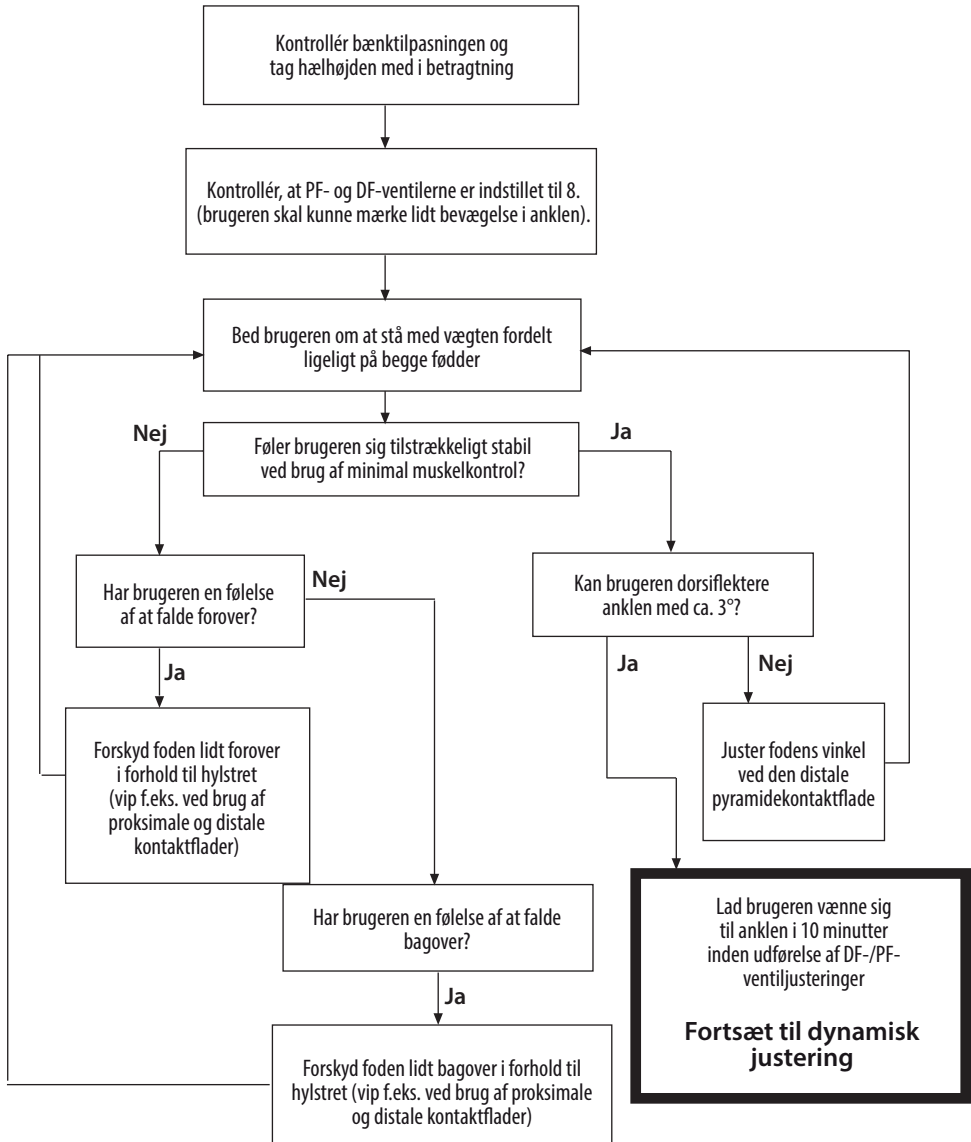 Kontrollér bænktilpasningen og
tag hælhøjden med i betragtning
Kontrollér, at PF- og DF-ventilerne er indstillet til 8.
(brugeren skal kunne mærke lidt bevægelse i anklen).
Bed brugeren om at stå med vægten fordelt
ligeligt på begge fødder
Nej
Føler brugeren sig tilstrækkeligt stabil
ved brug af minimal muskelkontrol?
Ja
Har brugeren en følelse
af at falde forover?
Nej
Kan brugeren dorsiflektere
anklen med ca. 3°?
Ja
Ja
Nej
Forskyd foden lidt forover
i forhold til hylstret
(vip f.eks. ved brug af
proksimale og distale
kontaktflader)
Juster fodens vinkel
ved den distale
pyramidekontaktflade
Har brugeren en følelse af at falde
bagover?
Ja
Lad brugeren vænne sig
til anklen i 10 minutter
inden udførelse af DF-/PF-
ventiljusteringer
Fortsæt til dynamisk
justering
Forskyd foden lidt bagover i forhold til
hylstret (vip f.eks. ved brug af proksimale
og distale kontaktflader)